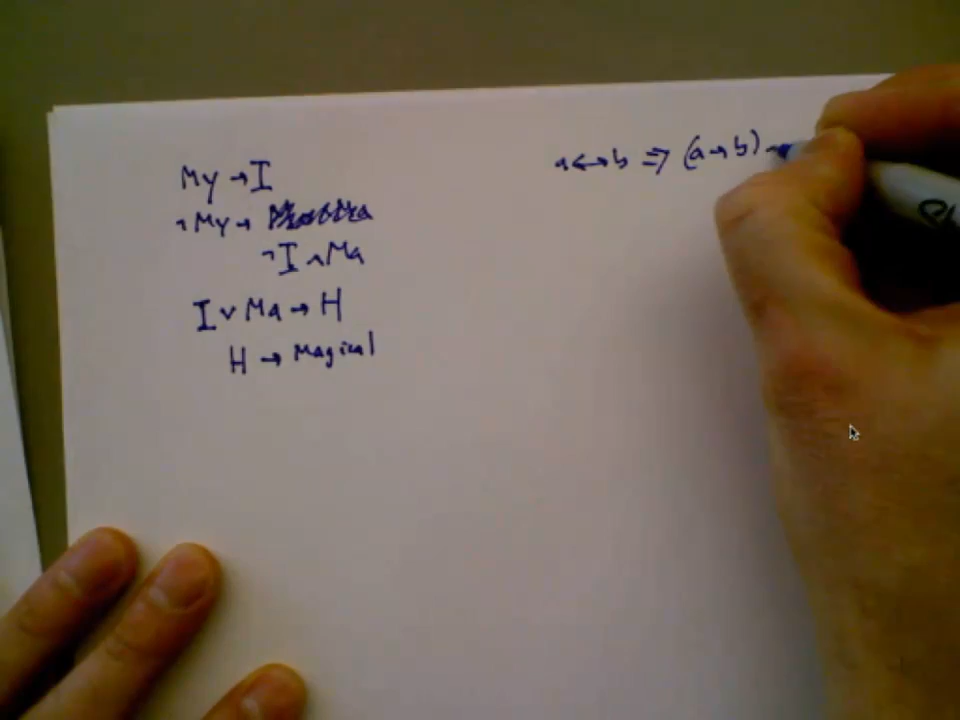 My → I
¬My →
¬I ∧ Ma
I ∨ Ma → H
H → Magical
a ↔ b ⇒ (a → b) ∧